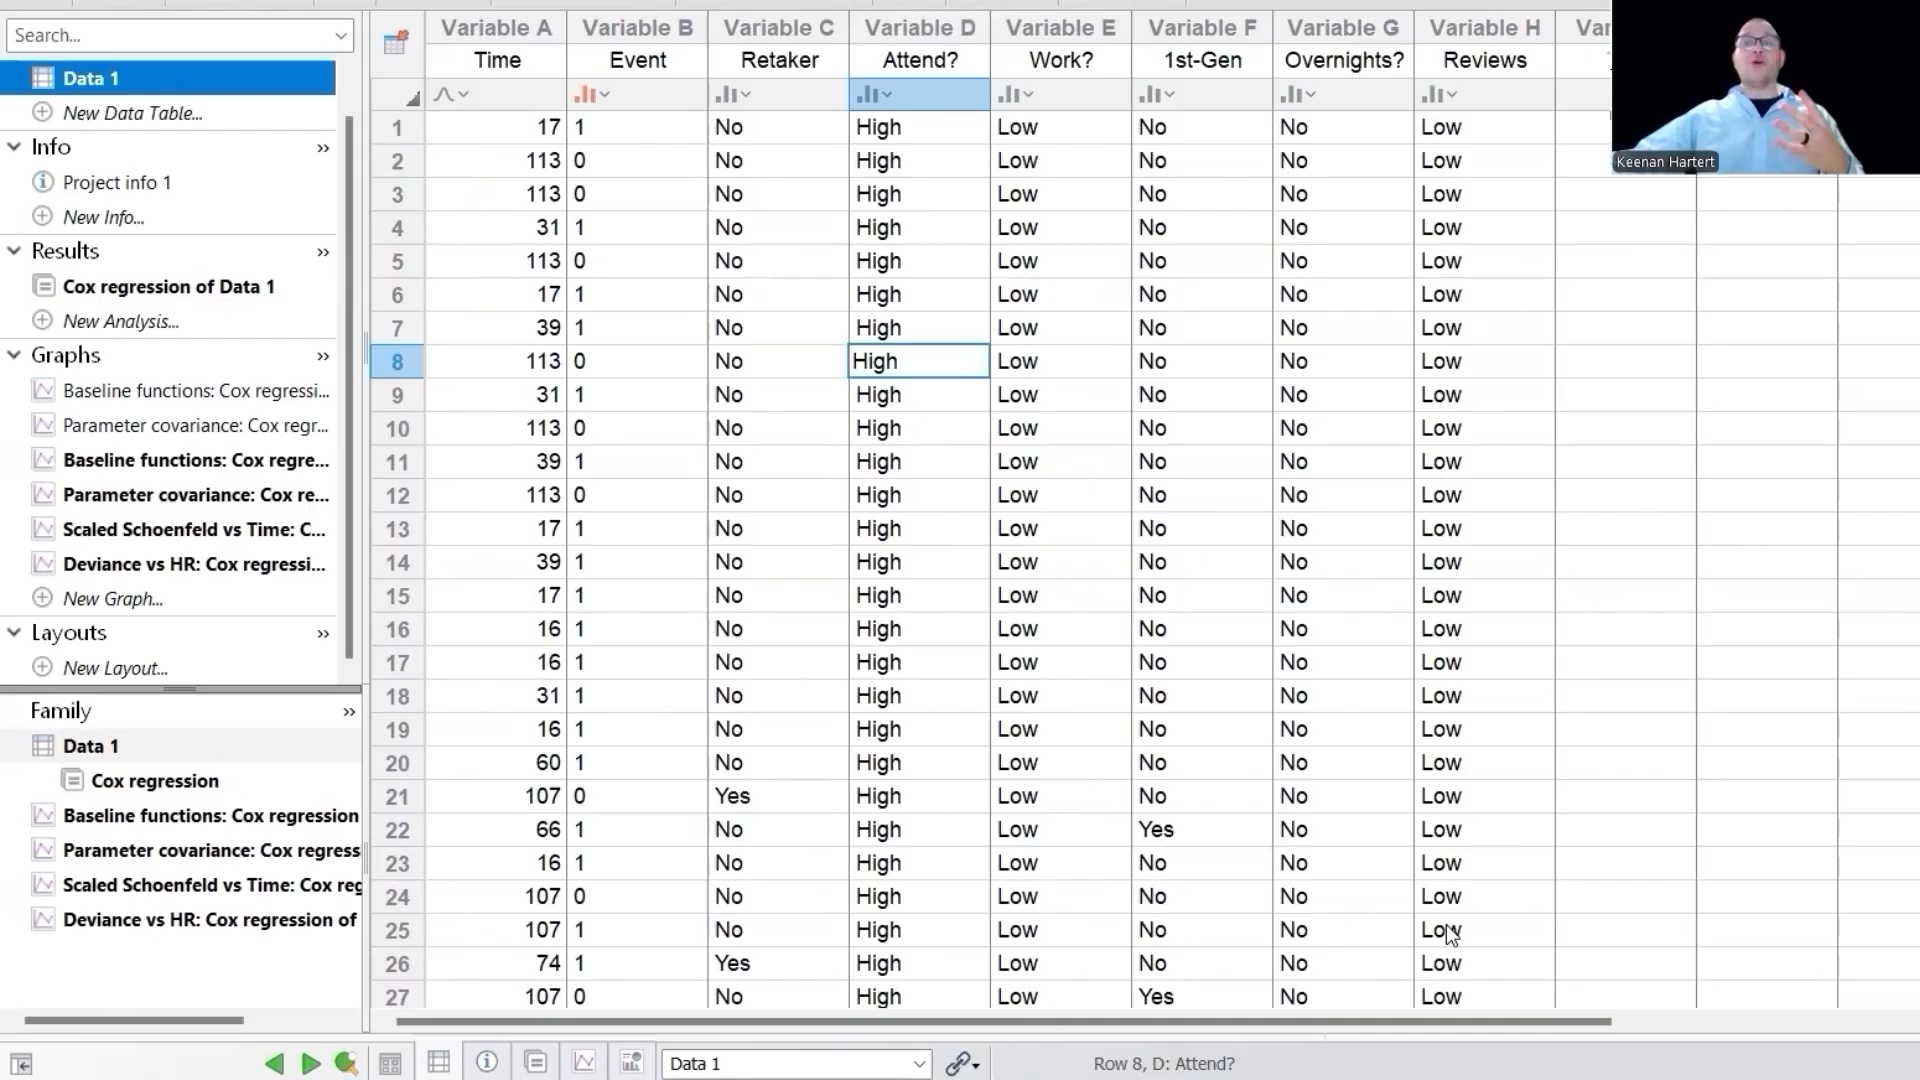 Search...
Data 1
New Data Table...
Info »
Project info 1
New Info...
Results »
Cox regression of Data 1
New Analysis...
Graphs »
Baseline functions: Cox regressi...
Parameter covariance: Cox regr...
Baseline functions: Cox regre...
Parameter covariance: Cox re...
Scaled Schoenfeld vs Time: C...
Deviance vs HR: Cox regressi...
New Graph...
Layouts »
New Layout...
Family »
Data 1
Cox regression
Baseline functions: Cox regression
Parameter covariance: Cox regress
Scaled Schoenfeld vs Time: Cox reg
Deviance vs HR: Cox regression of
Variable A Variable B Variable C Variable D Variable E Variable F Variable G Variable H Var
Time Event Retaker Attend? Work? 1st-Gen Overnights? Reviews
1 17 1 No High Low No No Low
2 113 0 No High Low No No Low
3 113 0 No High Low No No Low
4 31 1 No High Low No No Low
5 113 0 No High Low No No Low
6 17 1 No High Low No No Low
7 39 1 No High Low No No Low
8 113 0 No High Low No No Low
9 31 1 No High Low No No Low
10 113 0 No High Low No No Low
11 39 1 No High Low No No Low
12 113 0 No High Low No No Low
13 17 1 No High Low No No Low
14 39 1 No High Low No No Low
15 17 1 No High Low No No Low
16 16 1 No High Low No No Low
17 16 1 No High Low No No Low
18 31 1 No High Low No No Low
19 16 1 No High Low No No Low
20 60 1 No High Low No No Low
21 107 0 Yes High Low No No Low
22 66 1 No High Low Yes No Low
23 16 1 No High Low No No Low
24 107 0 No High Low No No Low
25 107 1 No High Low No No Low
26 74 1 Yes High Low No No Low
27 107 0 No High Low Yes No Low
Keenan Hartert
Data 1
Row 8, D: Attend?